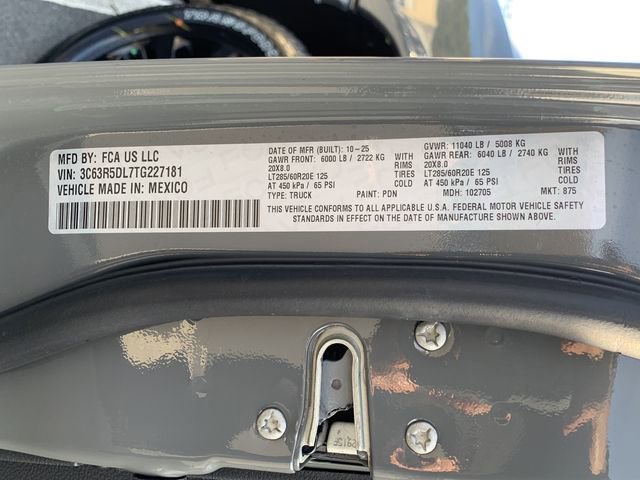 MFD BY: FCA US LLC
VIN: 3C63R5DL7TG227181
VEHICLE MADE IN: MEXICO
DATE OF MFR (BUILT): 10-25
GAWR FRONT: 6000 LB / 2722 KG
20X8.0
WITH
RIMS
LT285/60R20E 125
TIRES
AT 450 kPa / 65 PSI
COLD
TYPE: TRUCK
PAINT: PDN
GVWR: 11040 LB / 5008 KG
GAWR REAR: 6040 LB / 2740 KG
20X8.0
WITH
RIMS
LT285/60R20E 125
TIRES
AT 450 kPa / 65 PSI
COLD
MDH: 102705
MKT: 875
THIS VEHICLE CONFORMS TO ALL APPLICABLE U.S.A. FEDERAL MOTOR VEHICLE SAFETY
STANDARDS IN EFFECT ON THE DATE OF MANUFACTURE SHOWN ABOVE.